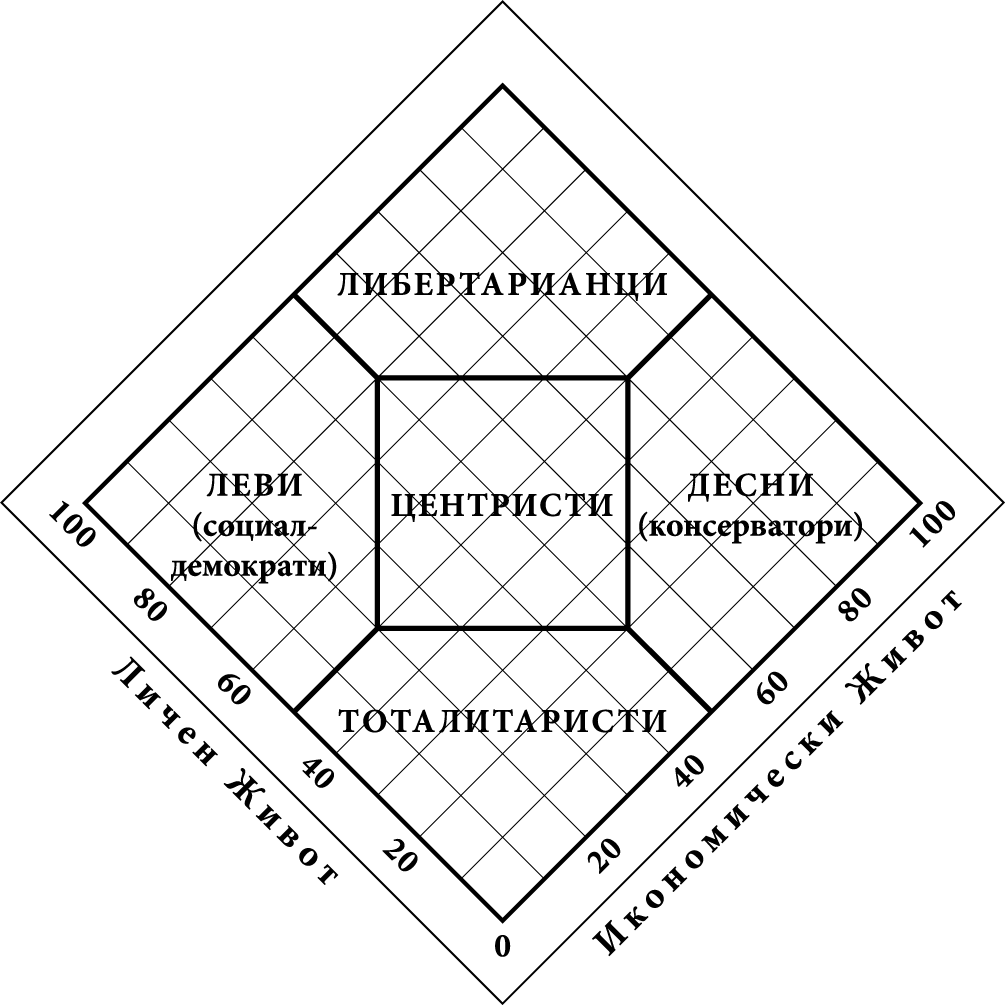 ЛИБЕРТАРИАНЦИ
ЛЕВИ
(социал-
демократи)
ЦЕНТРИСТИ
ДЕСНИ
(консерватори)
ТОТАЛИТАРИСТИ
100
80
60
40
20
0
20
40
60
80
100
Личен Живот
Икономически Живот